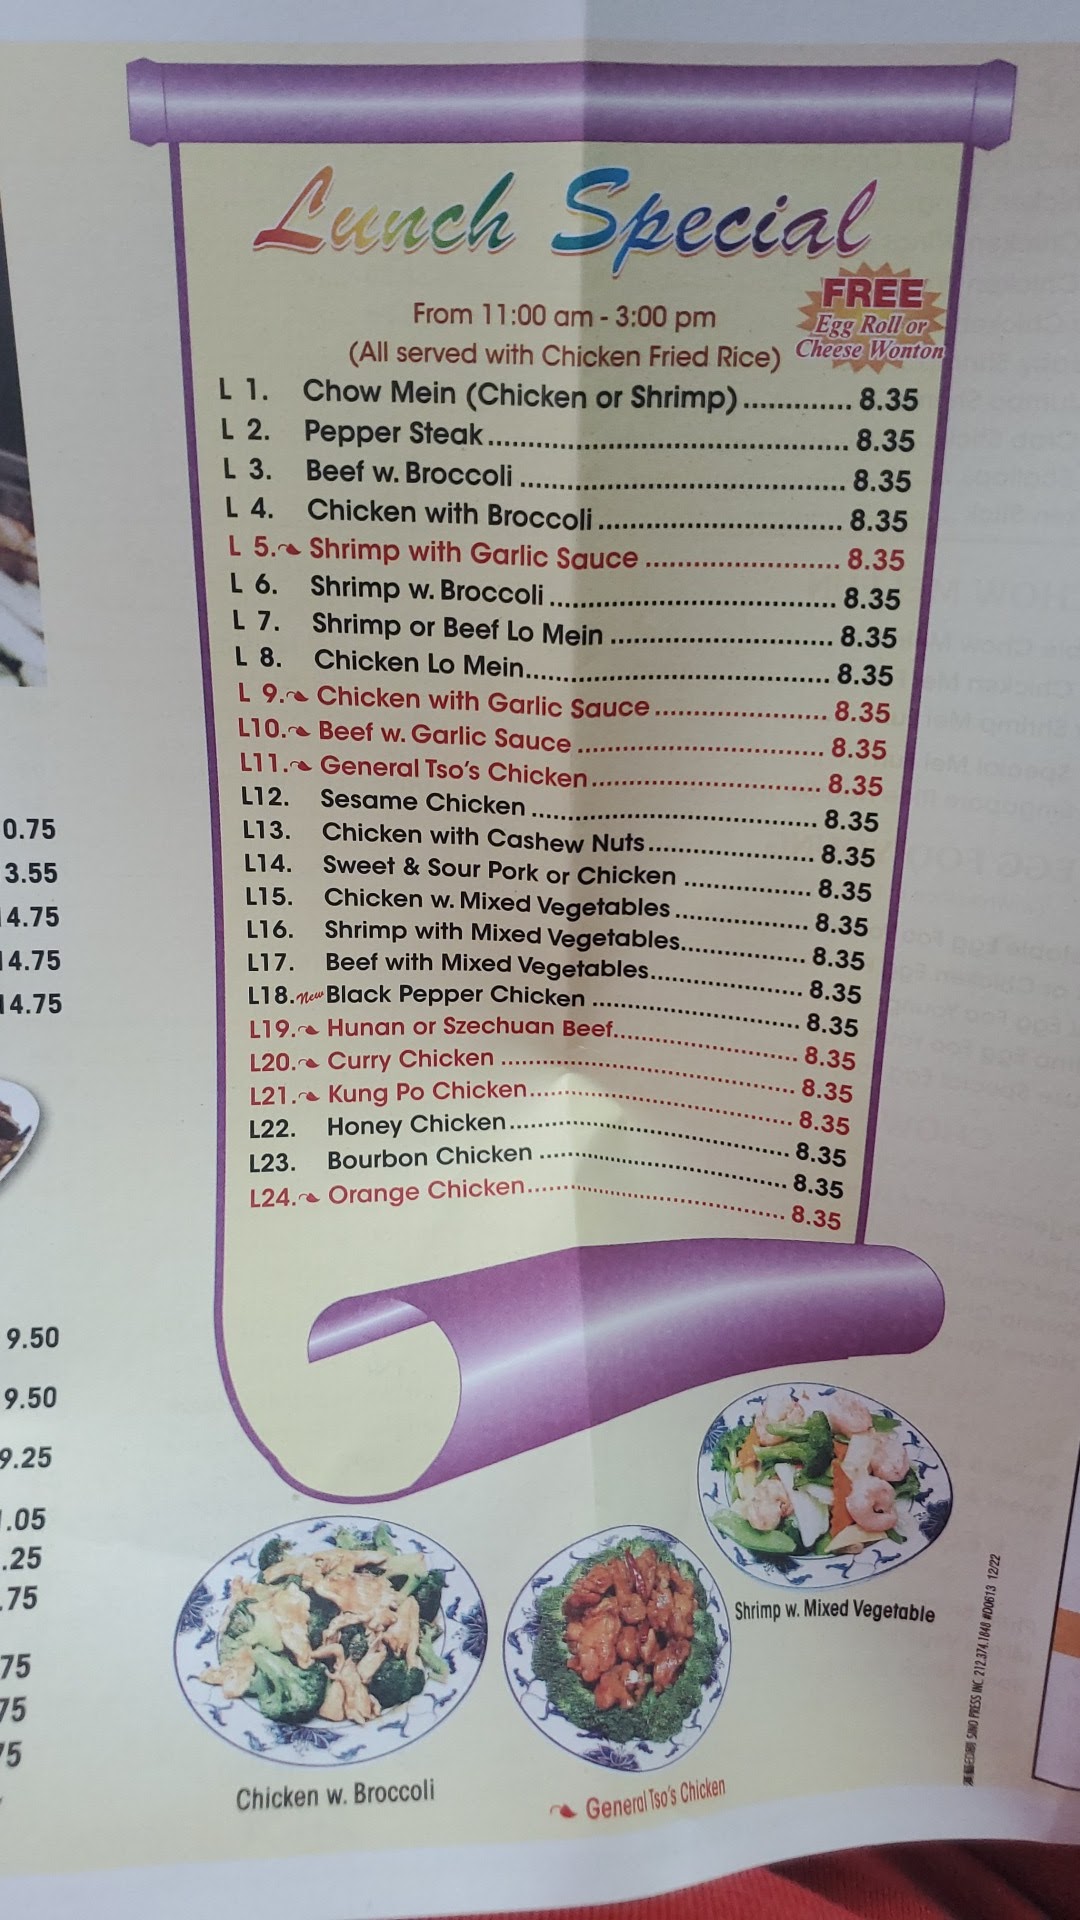 Lunch Special
FREE
Egg Roll or
Cheese Wonton
From 11:00 am - 3:00 pm
(All served with Chicken Fried Rice)
L 1. Chow Mein (Chicken or Shrimp)............. 8.35
L 2. Pepper Steak........................................... 8.35
L 3. Beef w. Broccoli ....................................... 8.35
L 4. Chicken with Broccoli ............................. 8.35
L 5. Shrimp with Garlic Sauce ....................... 8.35
L 6. Shrimp w. Broccoli .................................. 8.35
L 7. Shrimp or Beef Lo Mein ........................... 8.35
L 8. Chicken Lo Mein..................................... 8.35
L 9. Chicken with Garlic Sauce ..................... 8.35
L10. Beef w. Garlic Sauce .............................. 8.35
L11. General Tso's Chicken............................ 8.35
L12. Sesame Chicken ................................... 8.35
L13. Chicken with Cashew Nuts.................... 8.35
L14. Sweet & Sour Pork or Chicken ............... 8.35
L15. Chicken w. Mixed Vegetables ................ 8.35
L16. Shrimp with Mixed Vegetables............... 8.35
L17. Beef with Mixed Vegetables................... 8.35
L18. New Black Pepper Chicken ......................... 8.35
L19. Hunan or Szechuan Beef....................... 8.35
L20. Curry Chicken ..................................... 8.35
L21. Kung Po Chicken................................. 8.35
L22. Honey Chicken................................... 8.35
L23. Bourbon Chicken ............................... 8.35
L24. Orange Chicken................................ 8.35
0.75
3.55
14.75
14.75
14.75
9.50
9.50
9.25
.05
.25
.75
75
75
75
Shrimp w. Mixed Vegetable
Chicken w. Broccoli
General Tso's Chicken
SINO PRESS INC. 212.374.1848 #D0613 12/22